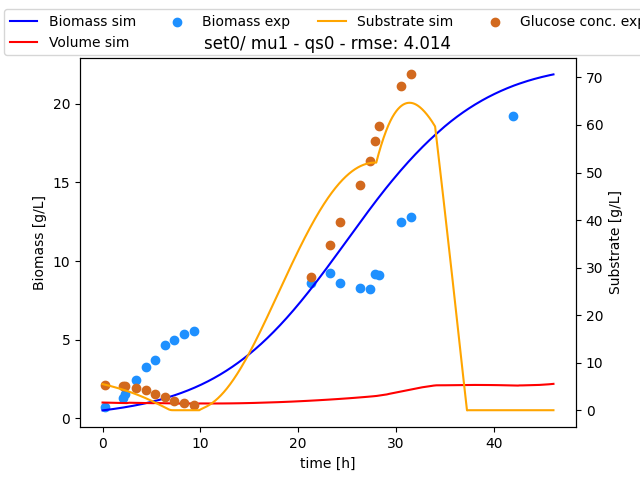 Biomass sim
Biomass exp
Substrate sim
Glucose conc. exp
Volume sim
set0/ mu1 - qs0 - rmse: 4.014
Biomass [g/L]
20
15
10
5
0
70
60
50
40
30
20
10
0
Substrate [g/L]
0
10
20
30
40
time [h]